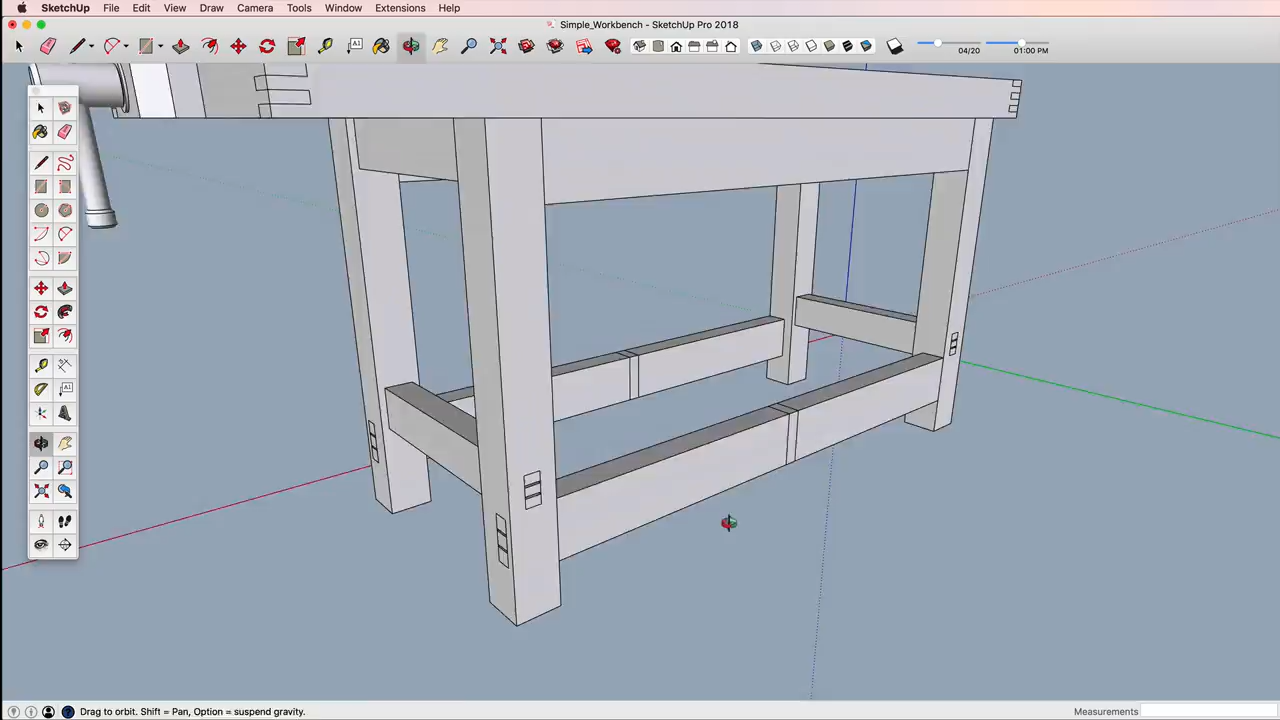 SketchUp File Edit View Draw Camera Tools Window Extensions Help
Simple_Workbench - SketchUp Pro 2018
04/20 01:00 PM
Drag to orbit. Shift = Pan, Option = suspend gravity.
Measurements